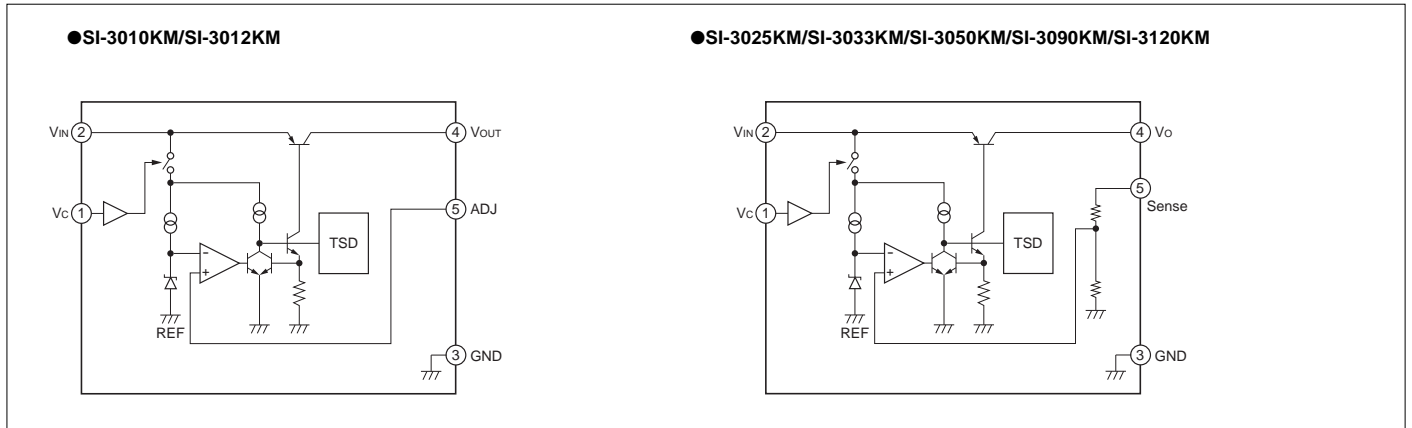 ●SI-3010KM/SI-3012KM
VIN 2
4 VOUT
VC 1
5 ADJ
TSD
-
+
REF
3 GND
●SI-3025KM/SI-3033KM/SI-3050KM/SI-3090KM/SI-3120KM
VIN 2
4 VO
5
Sense
VC 1
TSD
-
+
REF
3 GND